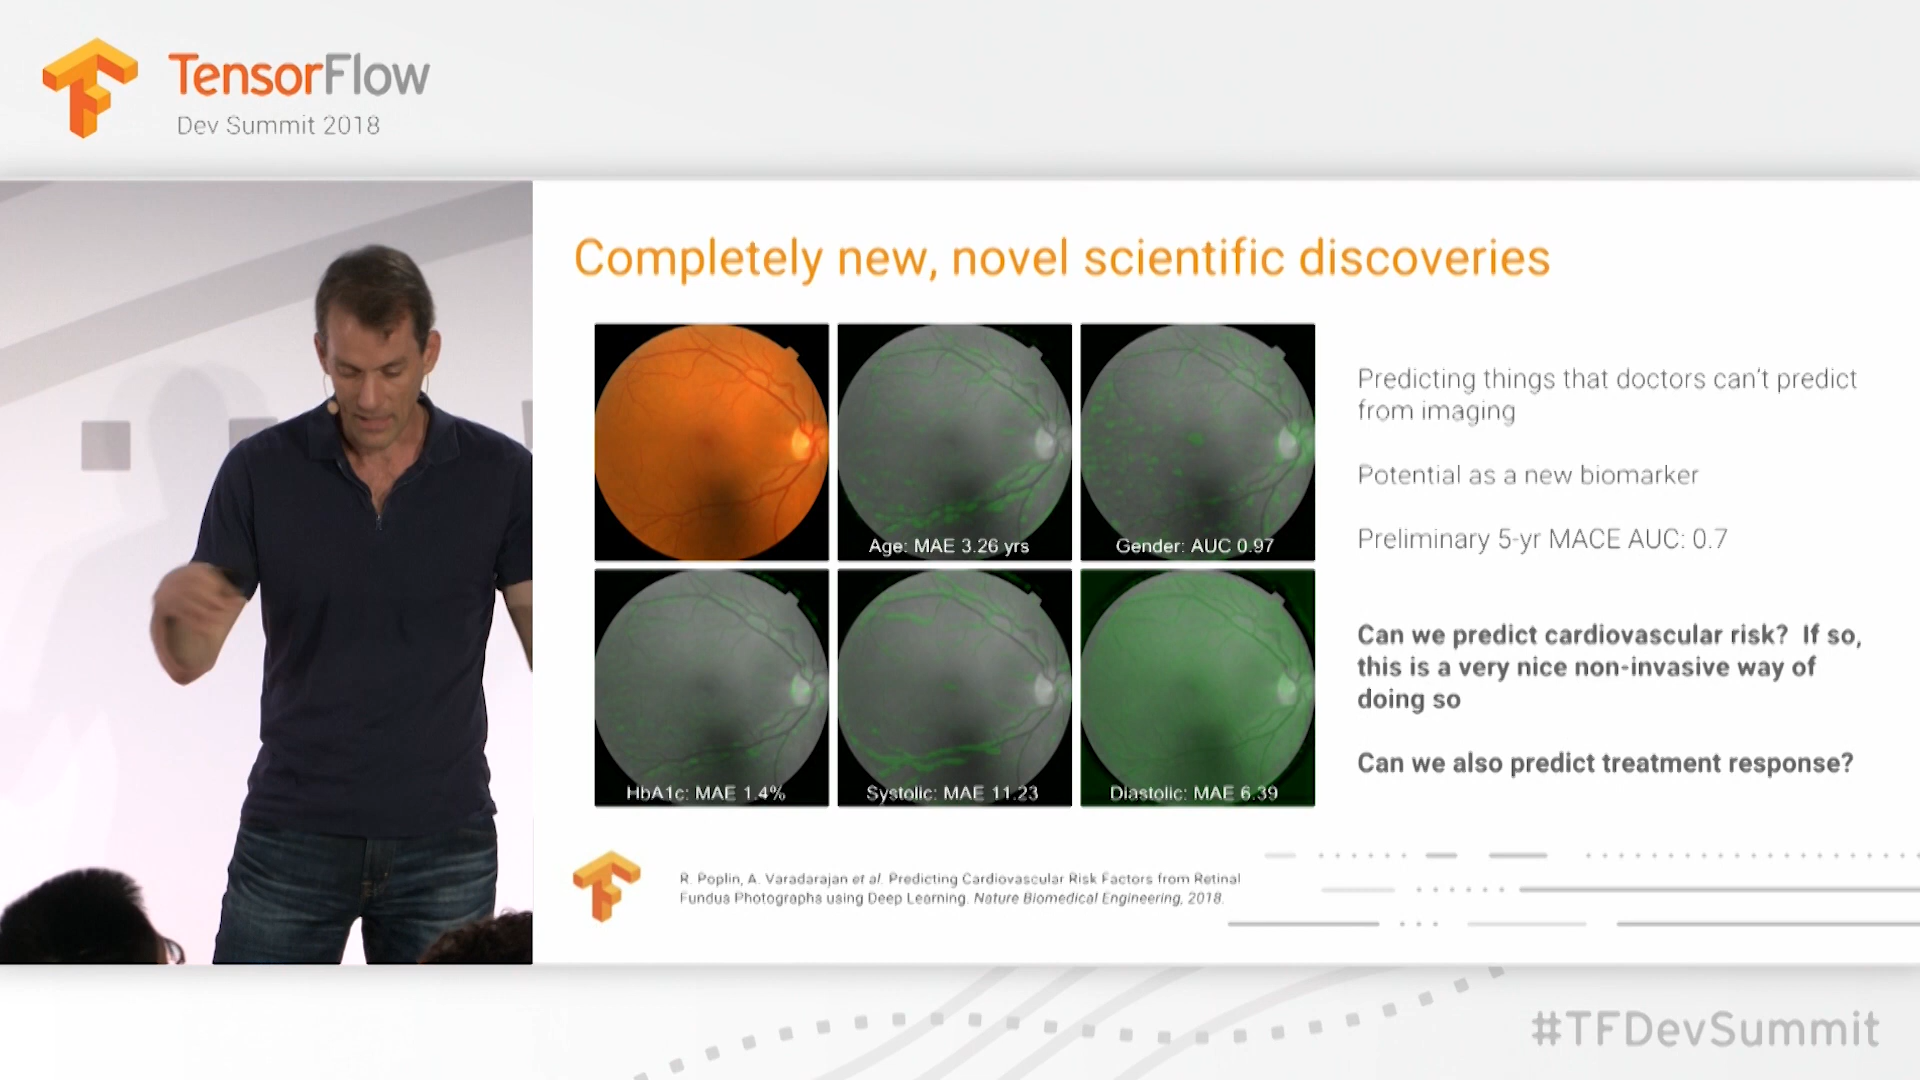 TensorFlow
Dev Summit 2018
Completely new, novel scientific discoveries
Age: MAE 3.26 yrs
Gender: AUC 0.97
HbA1c: MAE 1.4%
Systolic: MAE 11.23
Diastolic: MAE 6.39
Predicting things that doctors can't predict
from imaging
Potential as a new biomarker
Preliminary 5-yr MACE AUC: 0.7
Can we predict cardiovascular risk? If so,
this is a very nice non-invasive way of
doing so
Can we also predict treatment response?
R. Poplin, A. Varadarajan et al. Predicting Cardiovascular Risk Factors from Retinal
Fundus Photographs using Deep Learning. Nature Biomedical Engineering, 2018.
#TFDevSummit